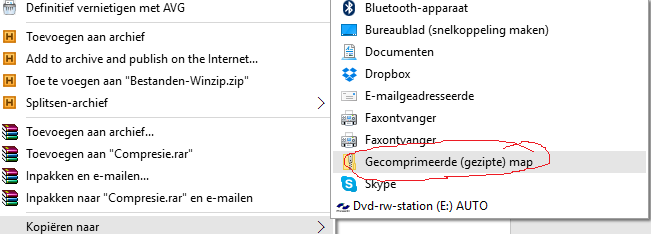 Definitief vernietigen met AVG
Toevoegen aan archief
Add to archive and publish on the Internet...
Toe te voegen aan "Bestanden-Winzip.zip"
Splitsen-archief
Toevoegen aan archief...
Toevoegen aan "Compresie.rar"
Inpakken en e-mailen...
Inpakken naar "Compresie.rar" en e-mailen
Kopiëren naar
Bluetooth-apparaat
Bureaublad (snelkoppeling maken)
Documenten
Dropbox
E-mailgeadresseerde
Faxontvanger
Faxontvanger
Gecomprimeerde (gezipte) map
Skype
Dvd-rw-station (E:) AUTO